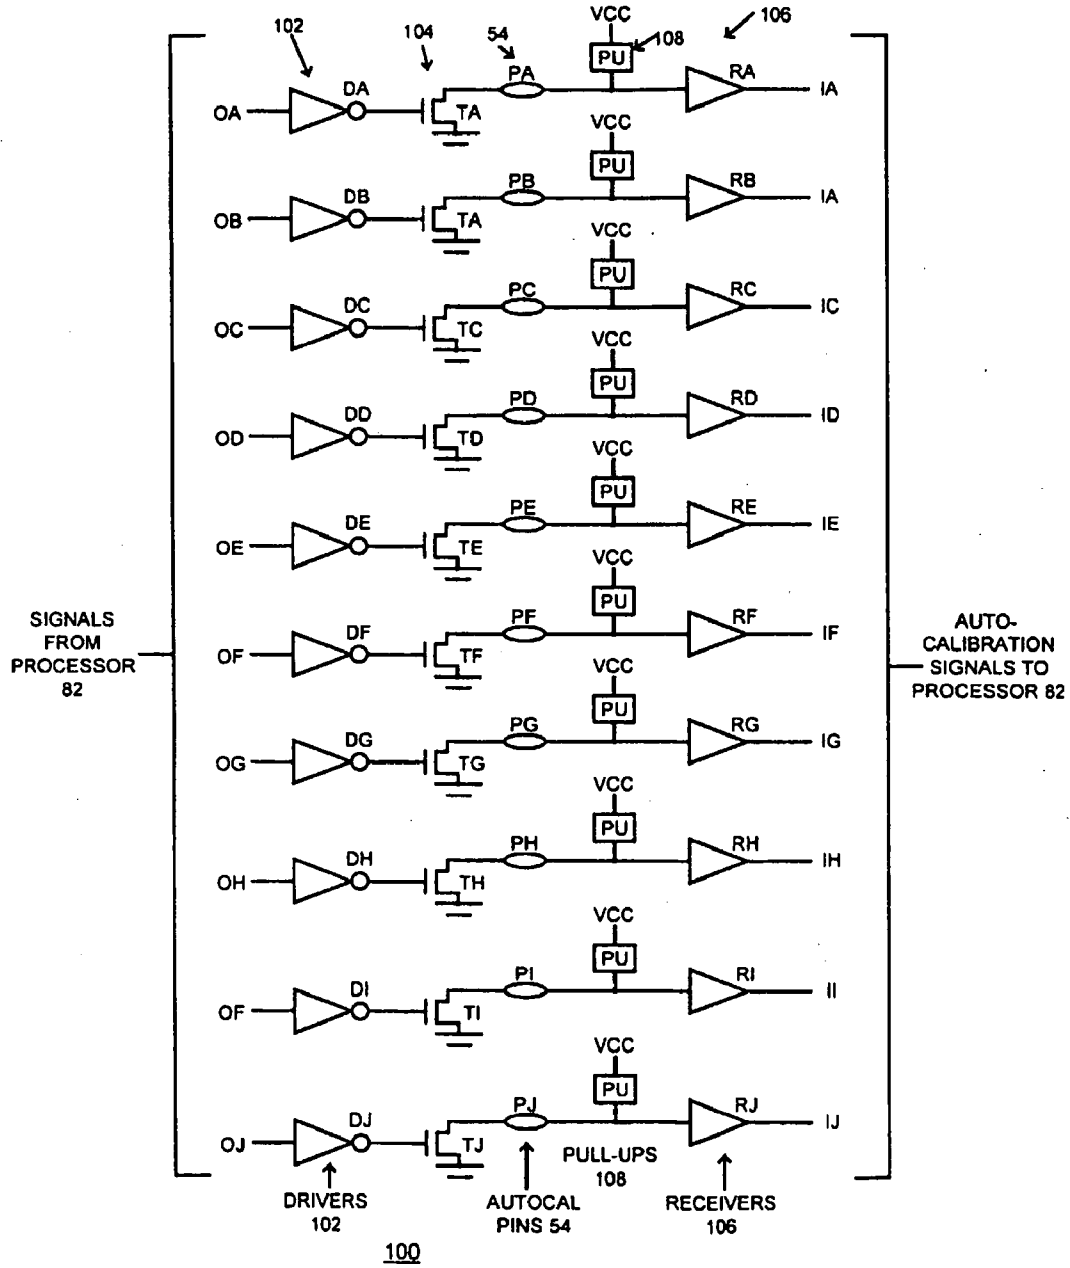 102
104
54
VCC
106
108
PU
OA
DA
TA
PA
RA
IA
VCC
PU
OB
DB
TA
PB
RB
IA
VCC
PU
OC
DC
TC
PC
RC
IC
VCC
PU
OD
DD
TD
PD
RD
ID
VCC
PU
OE
DE
TE
PE
RE
IE
VCC
PU
OF
DF
TF
PF
RF
IF
SIGNALS
FROM
PROCESSOR
82
AUTO-
CALIBRATION
SIGNALS TO
PROCESSOR 82
VCC
PU
OG
DG
TG
PG
RG
IG
VCC
PU
OH
DH
TH
PH
RH
IH
VCC
PU
OF
DI
TI
PI
RI
II
VCC
PU
OJ
DJ
TJ
PJ
RJ
IJ
DRIVERS
102
AUTOCAL
PINS 54
PULL-UPS
108
RECEIVERS
106
100